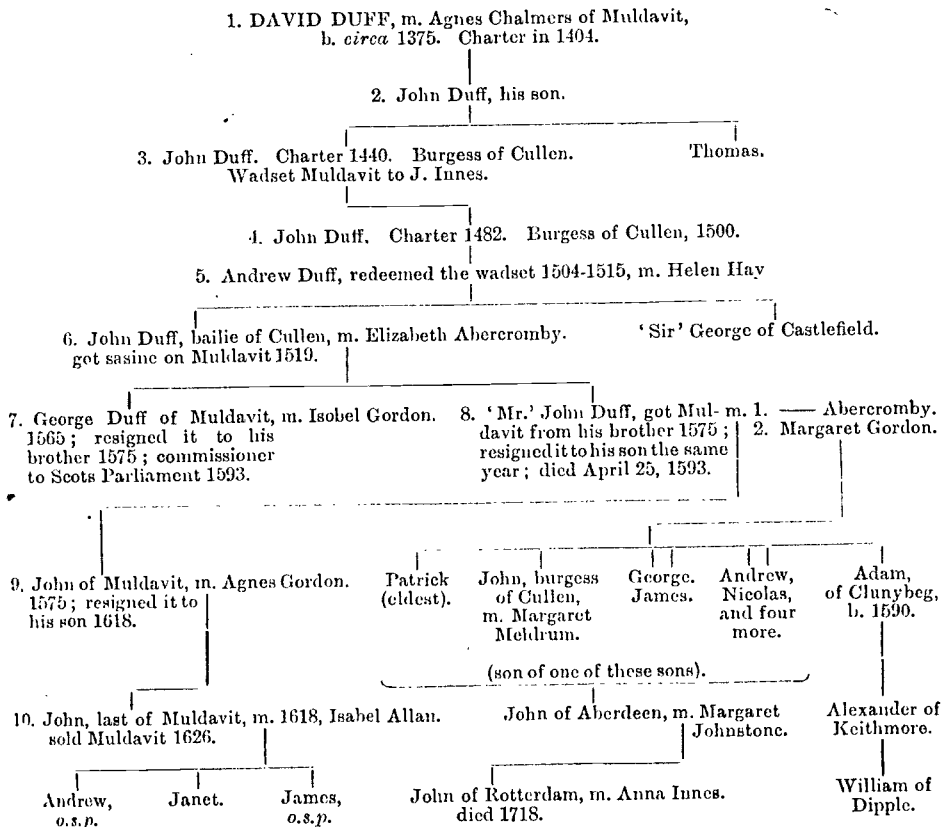 1. DAVID DUFF, m. Agnes Chalmers of Muldavit,
b. circa 1375. Charter in 1404.
2. John Duff, his son.
3. John Duff. Charter 1440. Burgess of Cullen.
Wadset Muldavit to J. Innes.
Thomas.
4. John Duff. Charter 1482. Burgess of Cullen, 1500.
5. Andrew Duff, redeemed the wadset 1504-1515, m. Helen Hay
6. John Duff, bailie of Cullen, m. Elizabeth Abercromby.
got sasine on Muldavit 1519.
'Sir' George of Castlefield.
7. George Duff of Muldavit, m. Isobel Gordon.
1565; resigned it to his
brother 1575; commissioner
to Scots Parliament 1593.
8. 'Mr.' John Duff, got Mul- m. 1. —— Abercromby.
davit from his brother 1575; 2. Margaret Gordon.
resigned it to his son the same
year; died April 25, 1593.
9. John of Muldavit, m. Agnes Gordon.
1575; resigned it to
his son 1618.
Patrick
(eldest).
John, burgess
of Cullen,
m. Margaret
Meldrum.
George.
James.
Andrew,
Nicolas,
and four
more.
Adam,
of Clunybeg,
b. 1590.
(son of one of these sons).
10. John, last of Muldavit, m. 1618, Isabel Allan.
sold Muldavit 1626.
John of Aberdeen, m. Margaret
Johnstone.
Alexander of
Keithmore.
Andrew,
o.s.p.
Janet.
James,
o.s.p.
John of Rotterdam, m. Anna Innes.
died 1718.
William of
Dipple.